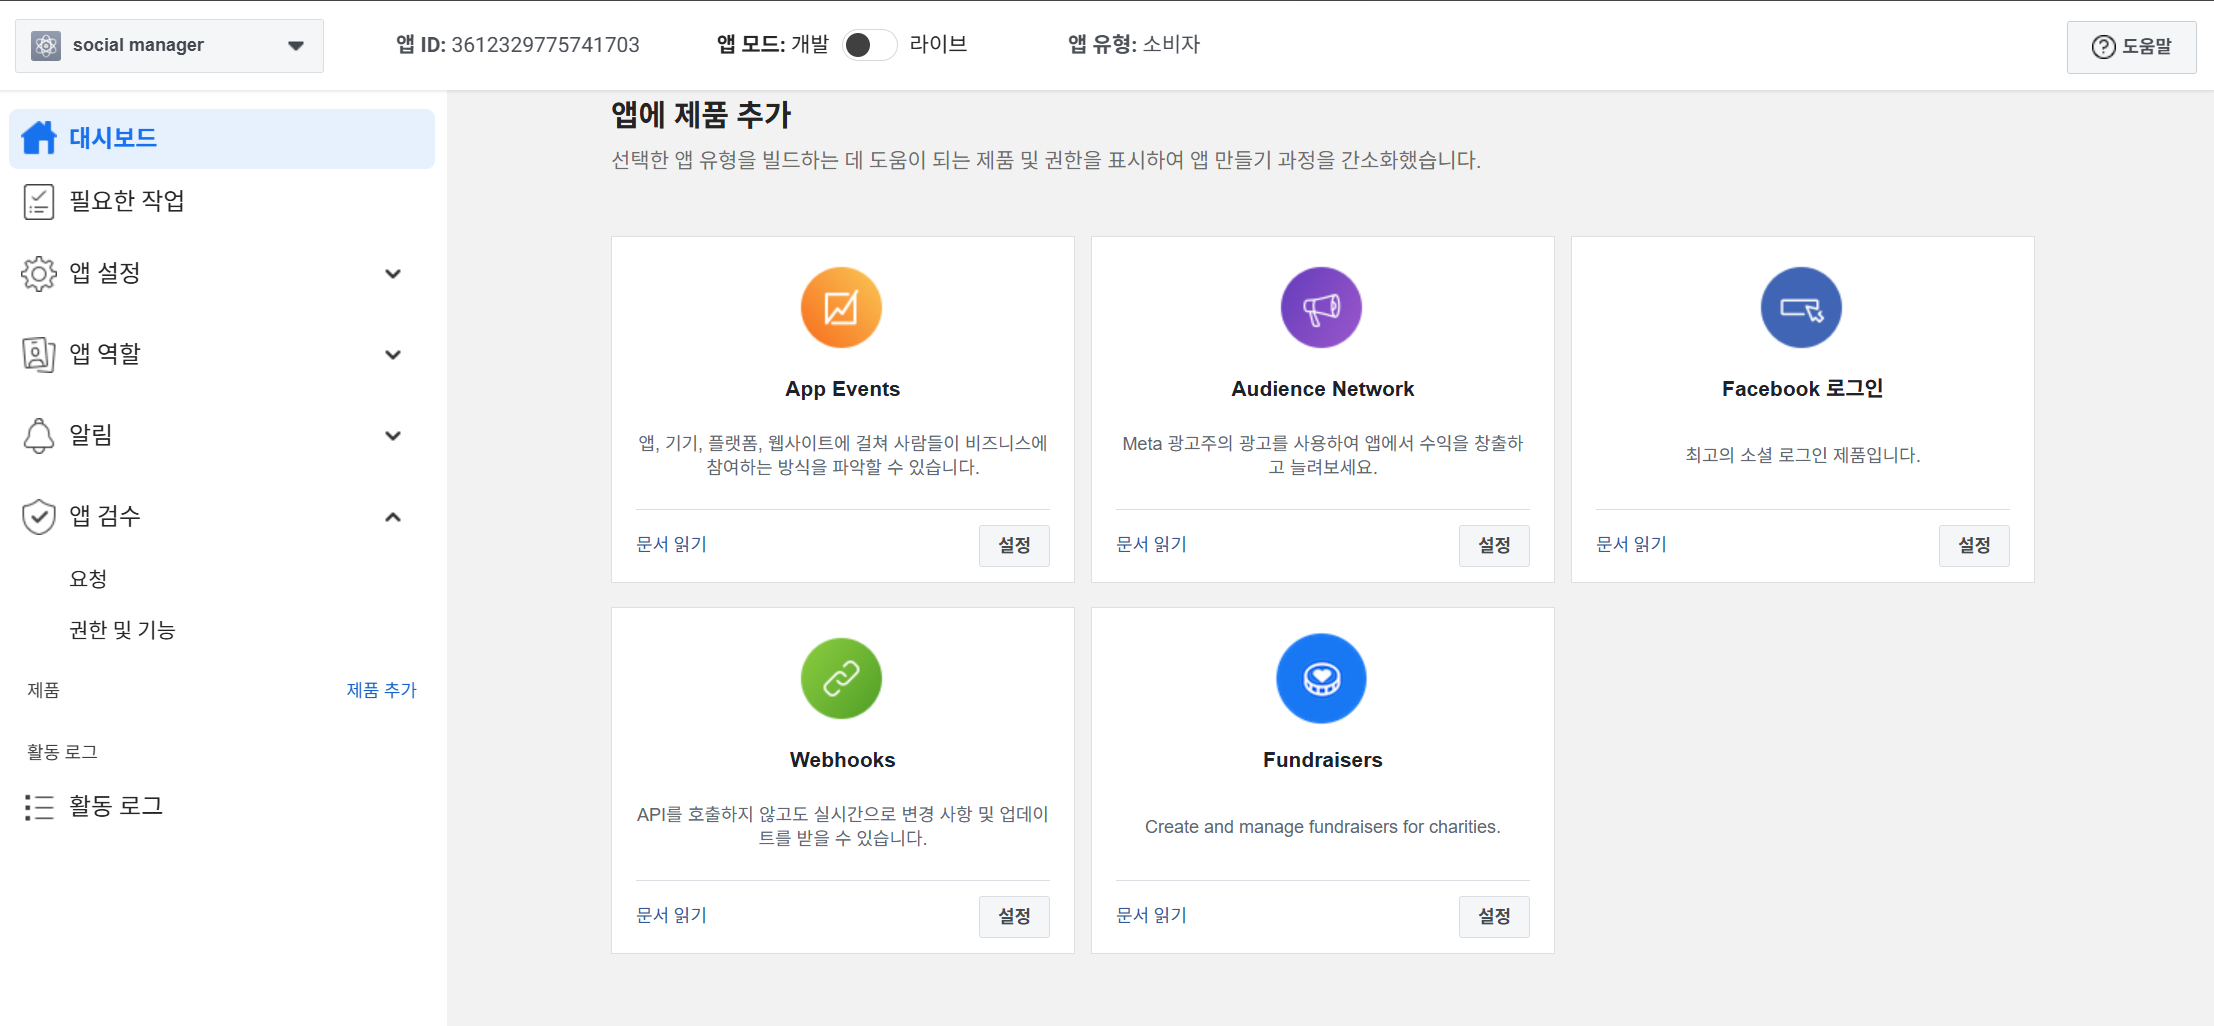 social manager
앱 ID: 3612329775741703
앱 모드: 개발
라이브
앱 유형: 소비자
도움말
대시보드
필요한 작업
앱 설정
앱 역할
알림
앱 검수
요청
권한 및 기능
제품
제품 추가
활동 로그
활동 로그
앱에 제품 추가
선택한 앱 유형을 빌드하는 데 도움이 되는 제품 및 권한을 표시하여 앱 만들기 과정을 간소화했습니다.
App Events
앱, 기기, 플랫폼, 웹사이트에 걸쳐 사람들이 비즈니스에
참여하는 방식을 파악할 수 있습니다.
문서 읽기
설정
Audience Network
Meta 광고주의 광고를 사용하여 앱에서 수익을 창출하
고 늘려보세요.
문서 읽기
설정
Facebook 로그인
최고의 소셜 로그인 제품입니다.
문서 읽기
설정
Webhooks
API를 호출하지 않고도 실시간으로 변경 사항 및 업데이
트를 받을 수 있습니다.
문서 읽기
설정
Fundraisers
Create and manage fundraisers for charities.
문서 읽기
설정